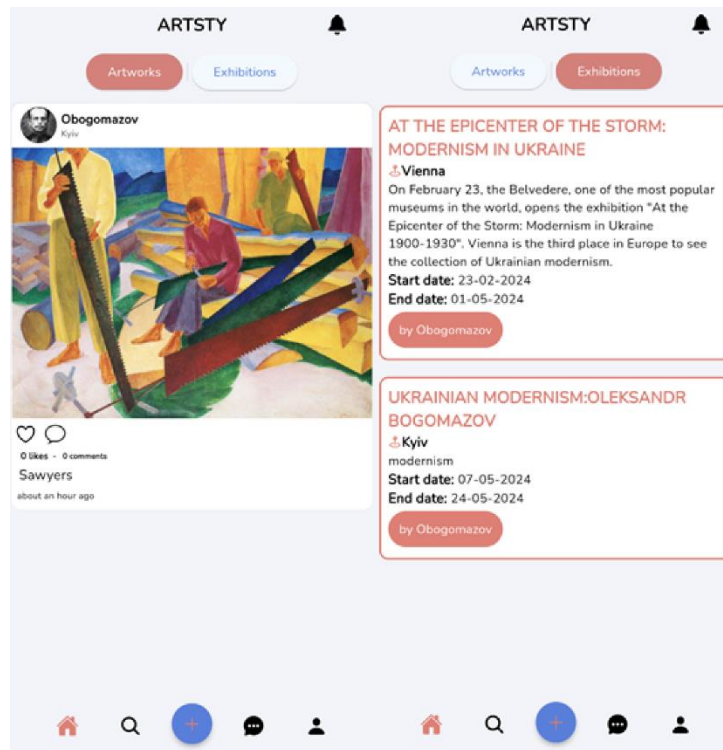 ARTSTY
Artworks
Exhibitions
Obogomazov
Kyiv
0 likes - 0 comments
Sawyers
about an hour ago
ARTSTY
Artworks
Exhibitions
AT THE EPICENTER OF THE STORM:
MODERNISM IN UKRAINE
Vienna
On February 23, the Belvedere, one of the most popular
museums in the world, opens the exhibition "At the
Epicenter of the Storm: Modernism in Ukraine
1900-1930". Vienna is the third place in Europe to see
the collection of Ukrainian modernism.
Start date: 23-02-2024
End date: 01-05-2024
by Obogomazov
UKRAINIAN MODERNISM:OLEKSANDR
BOGOMAZOV
Kyiv
modernism
Start date: 07-05-2024
End date: 24-05-2024
by Obogomazov